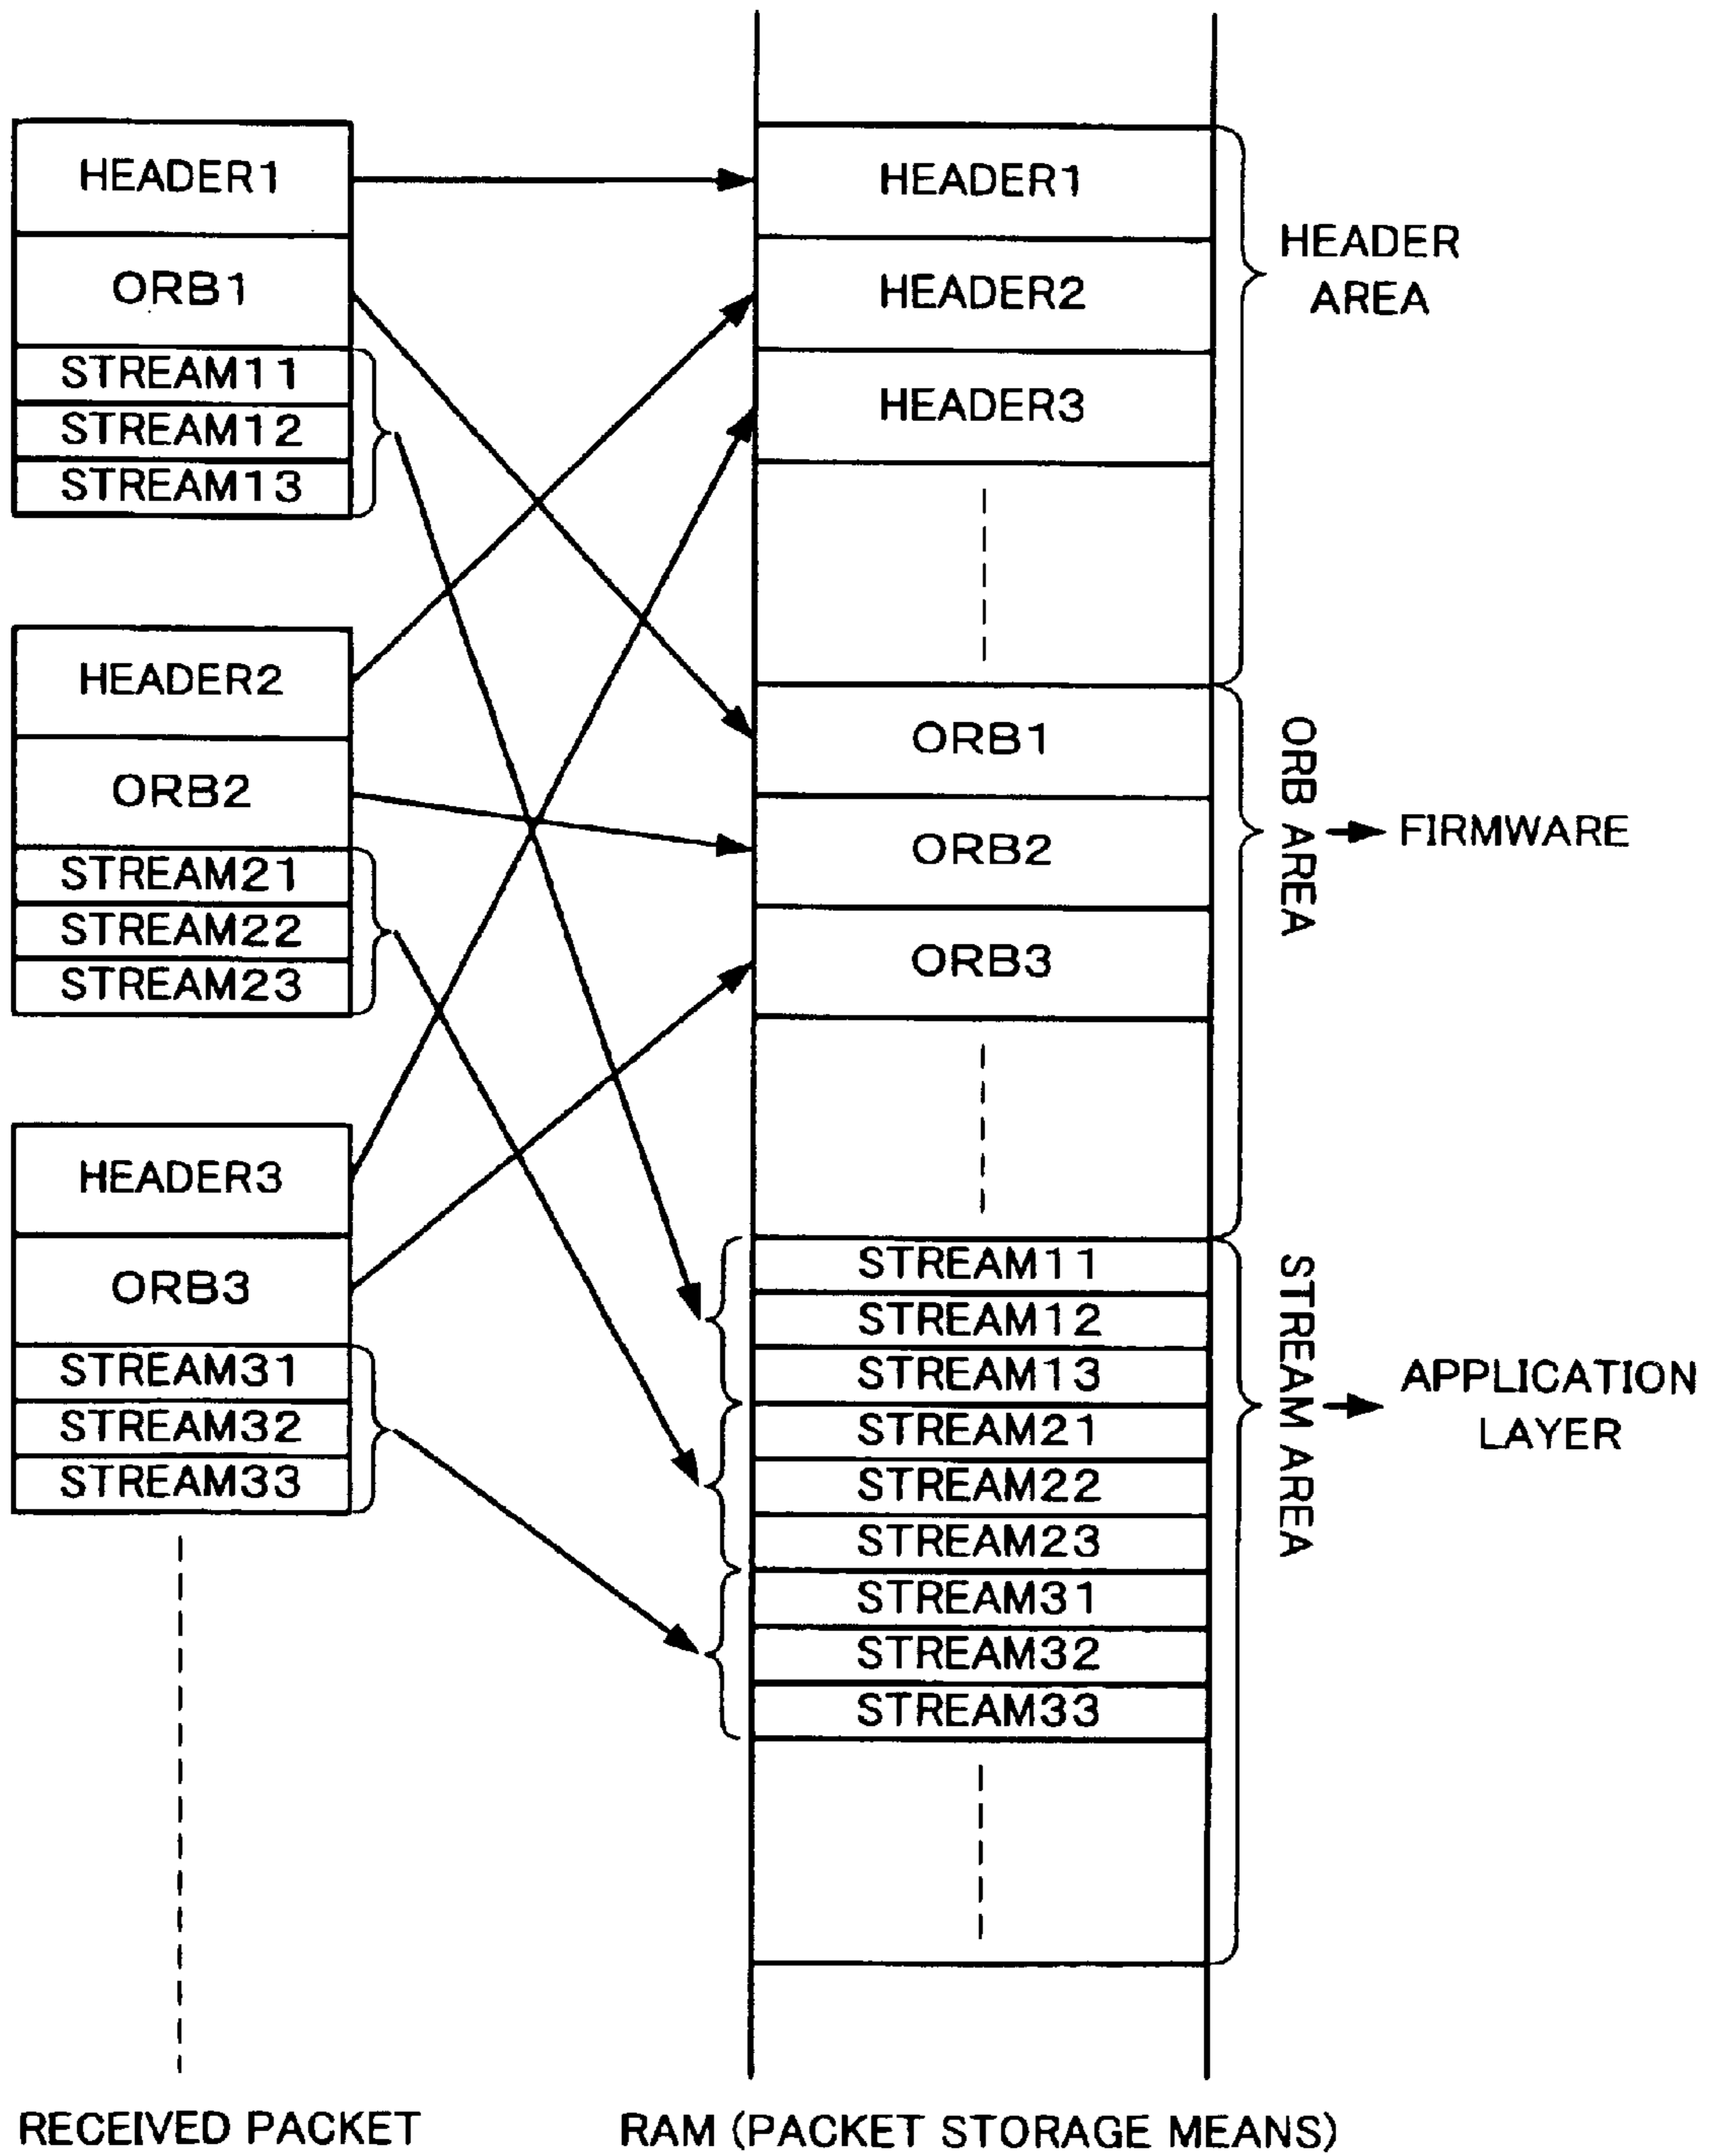 HEADER1
ORB1
STREAM11
STREAM12
STREAM13
HEADER2
ORB2
STREAM21
STREAM22
STREAM23
HEADER3
ORB3
STREAM31
STREAM32
STREAM33
RECEIVED PACKET
HEADER1
HEADER2
HEADER3
ORB1
ORB2
ORB3
STREAM11
STREAM12
STREAM13
STREAM21
STREAM22
STREAM23
STREAM31
STREAM32
STREAM33
RAM (PACKET STORAGE MEANS)
HEADER
AREA
ORB AREA
FIRMWARE
STREAM AREA
APPLICATION
LAYER